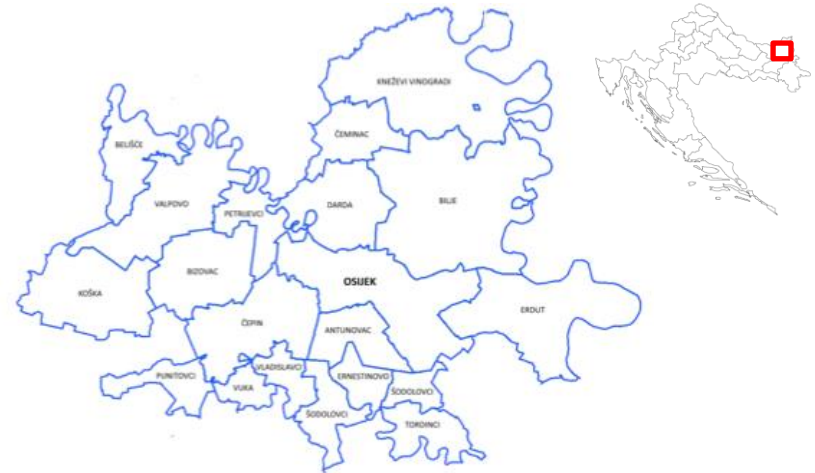 KNEŽEVI VINOGRADI
ČEMINAC
BELIŠĆE
VALPOVO
PETRIJEVCI
DARDA
BILJE
BIZOVAC
KOŠKA
OSIJEK
ERDUT
ČEPIN
ANTUNOVAC
VLADISLAVCI
PUNITOVCI
ERNESTINOVO
VUKA
ŠODOLOVCI
ŠODOLOVCI
TORDINCI